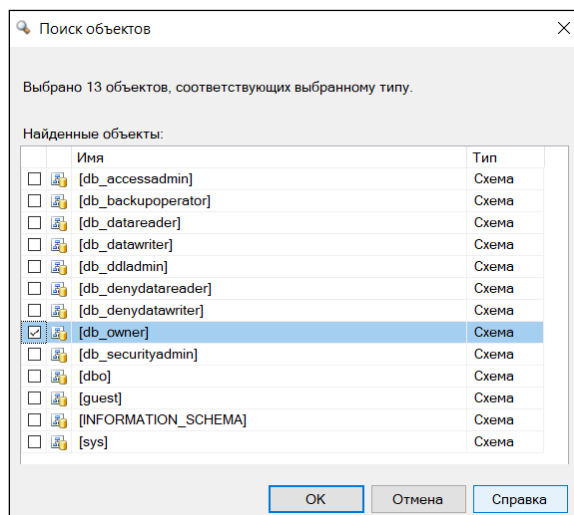 Поиск объектов
Выбрано 13 объектов, соответствующих выбранному типу.
Найденные объекты:
Имя Тип
[db_accessadmin] Схема
[db_backupoperator] Схема
[db_datareader] Схема
[db_datawriter] Схема
[db_ddladmin] Схема
[db_denydatareader] Схема
[db_denydatawriter] Схема
[db_owner] Схема
[db_securityadmin] Схема
[dbo] Схема
[guest] Схема
[INFORMATION_SCHEMA] Схема
[sys] Схема
OK Отмена Справка